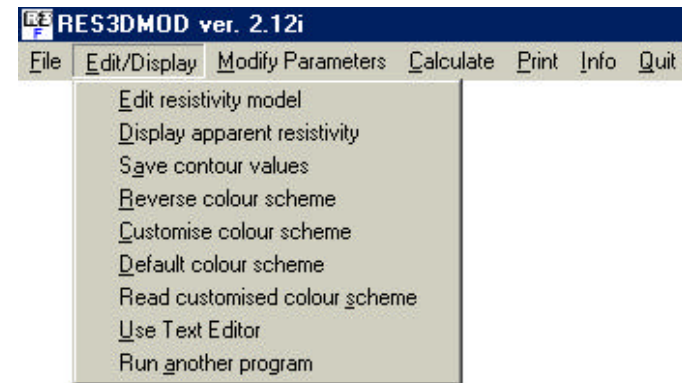 RES3DMOD ver. 2.12i
File Edit/Display Modify Parameters Calculate Print Info Quit
Edit resistivity model
Display apparent resistivity
Save contour values
Reverse colour scheme
Customise colour scheme
Default colour scheme
Read customised colour scheme
Use Text Editor
Run another program